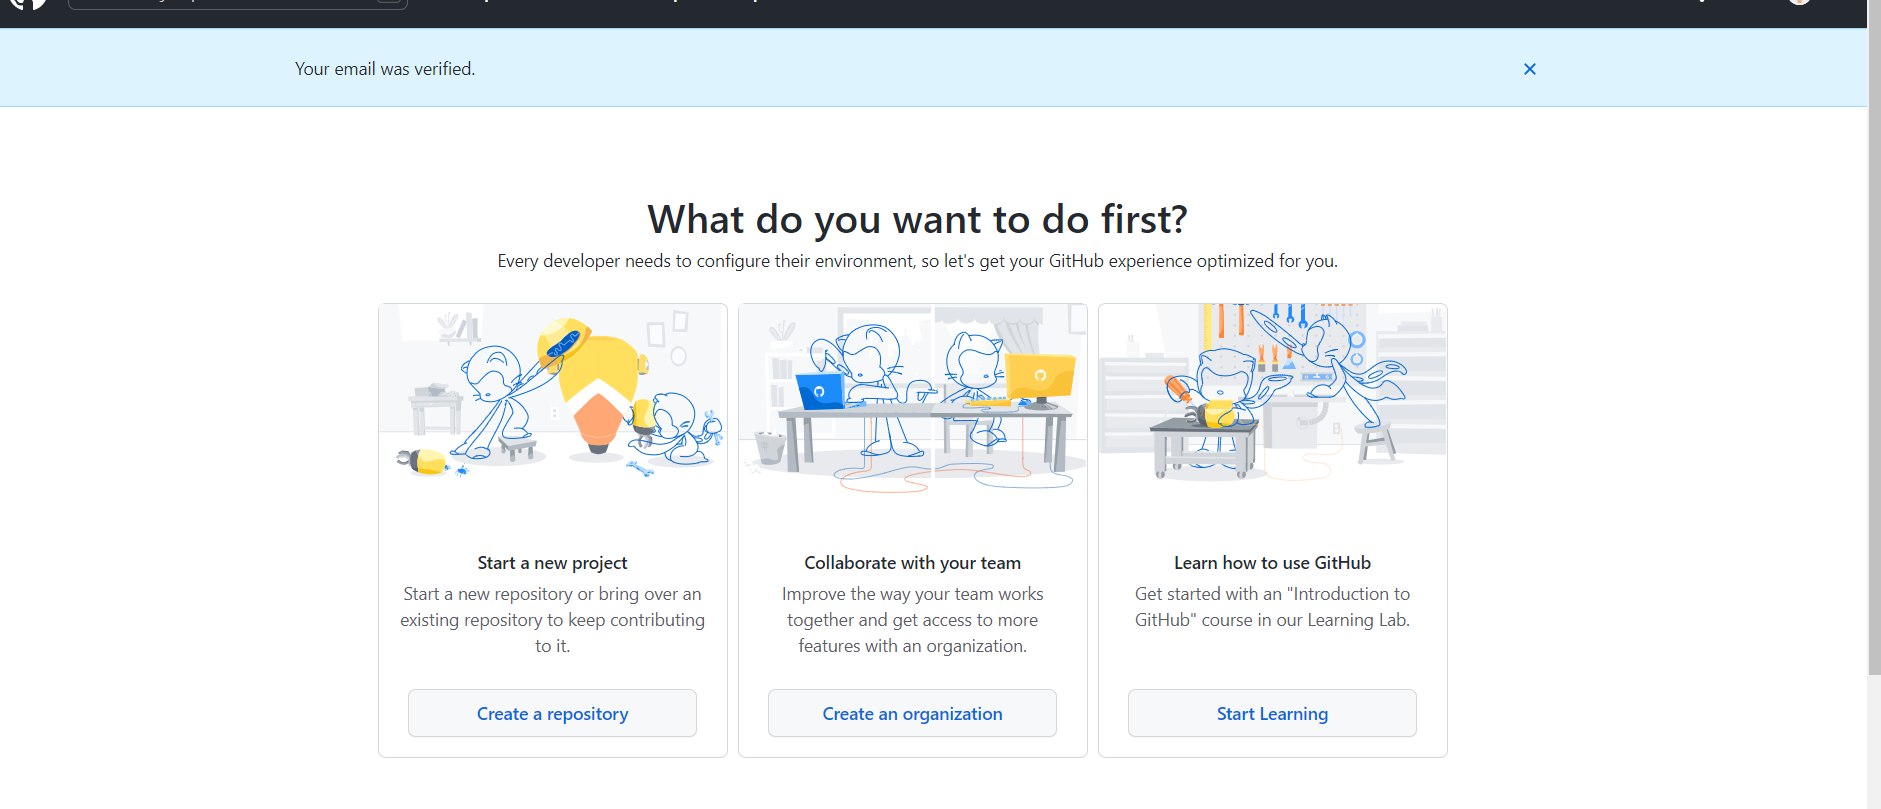 Your email was verified.
What do you want to do first?
Every developer needs to configure their environment, so let's get your GitHub experience optimized for you.
Start a new project
Start a new repository or bring over an
existing repository to keep contributing
to it.
Create a repository
Collaborate with your team
Improve the way your team works
together and get access to more
features with an organization.
Create an organization
Learn how to use GitHub
Get started with an "Introduction to
GitHub" course in our Learning Lab.
Start Learning